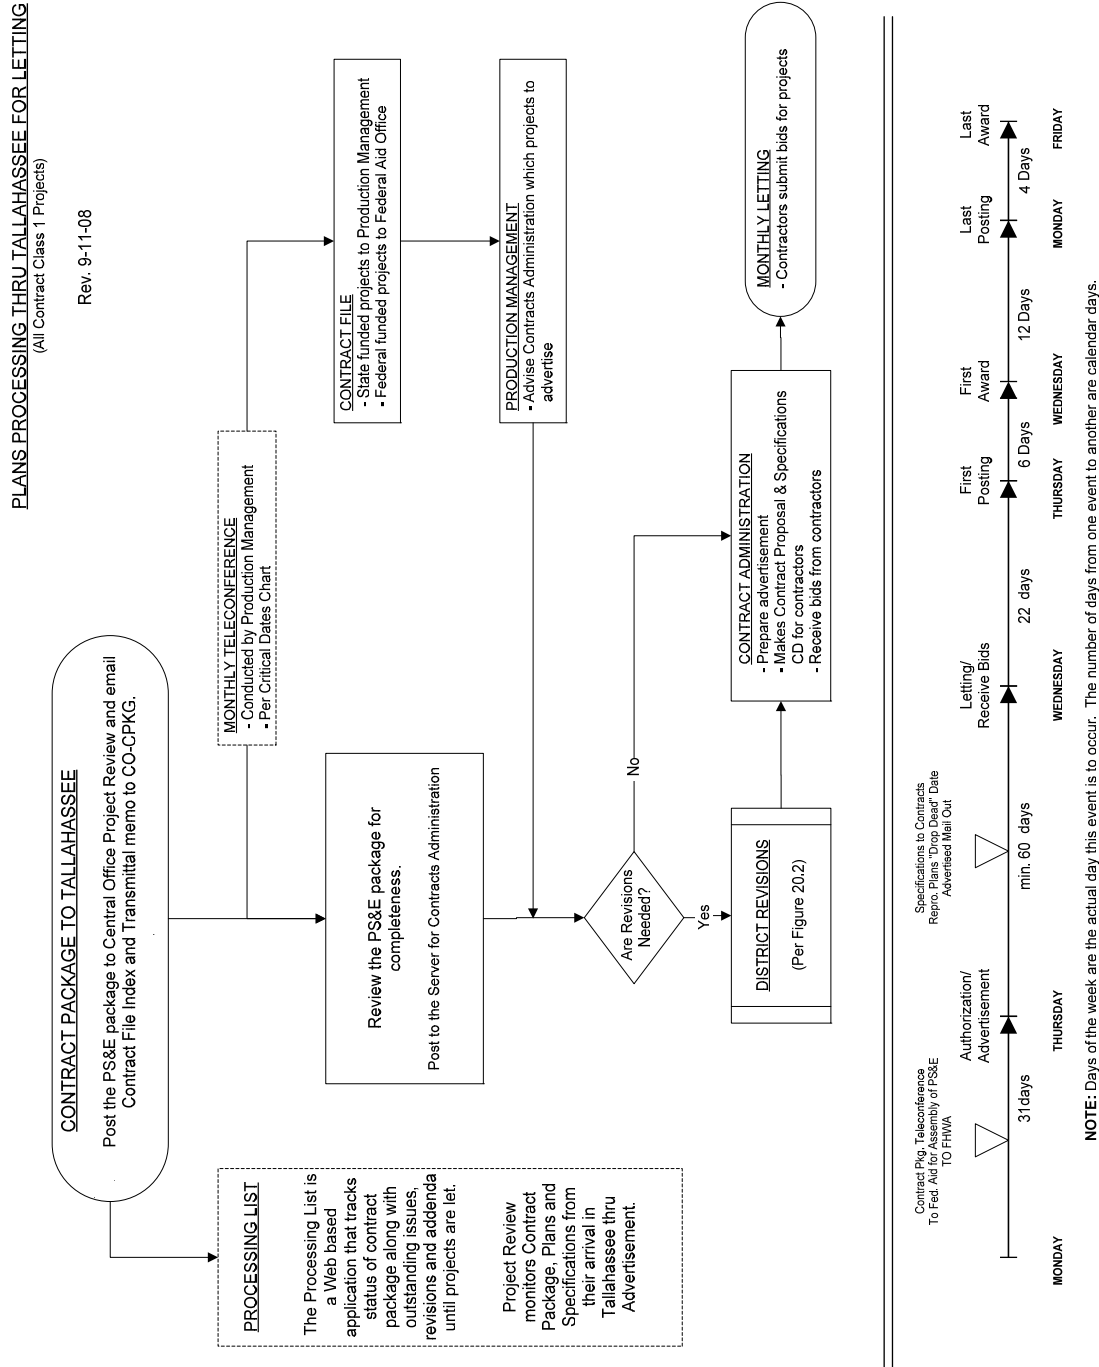 PLANS PROCESSING THRU TALLAHASSEE FOR LETTING
(All Contract Class 1 Projects)
Rev. 9-11-08
CONTRACT PACKAGE TO TALLAHASSEE
Post the PS&E package to Central Office Project Review and email
Contract File Index and Transmittal memo to CO-CPKG.
PROCESSING LIST
The Processing List is
a Web based
application that tracks
status of contract
package along with
outstanding issues,
revisions and addenda
until projects are let.
Project Review
monitors Contract
Package, Plans and
Specifications from
their arrival in
Tallahassee thru
Advertisement.
MONTHLY TELECONFERENCE
- Conducted by Production Management
- Per Critical Dates Chart
Review the PS&E package for
completeness.
Post to the Server for Contracts Administration
CONTRACT FILE
- State funded projects to Production Management
- Federal funded projects to Federal Aid Office
PRODUCTION MANAGEMENT
- Advise Contracts Administration which projects to
advertise
Are Revisions
Needed?
No
Yes
DISTRICT REVISIONS
(Per Figure 20.2)
CONTRACT ADMINISTRATION
- Prepare advertisement
- Makes Contract Proposal & Specifications
CD for contractors
- Receive bids from contractors
MONTHLY LETTING
- Contractors submit bids for projects
Contract Pkg. Teleconference
To Fed. Aid for Assembly of PS&E
TO FHWA
Authorization/
Advertisement
Specifications to Contracts
Repro. Plans "Drop Dead" Date
Advertised Mail Out
Letting/
Receive Bids
First
Posting
First
Award
Last
Posting
Last
Award
31days
min. 60 days
22 days
6 Days
12 Days
4 Days
MONDAY
THURSDAY
WEDNESDAY
THURSDAY
WEDNESDAY
MONDAY
FRIDAY
NOTE: Days of the week are the actual day this event is to occur. The number of days from one event to another are calendar days.